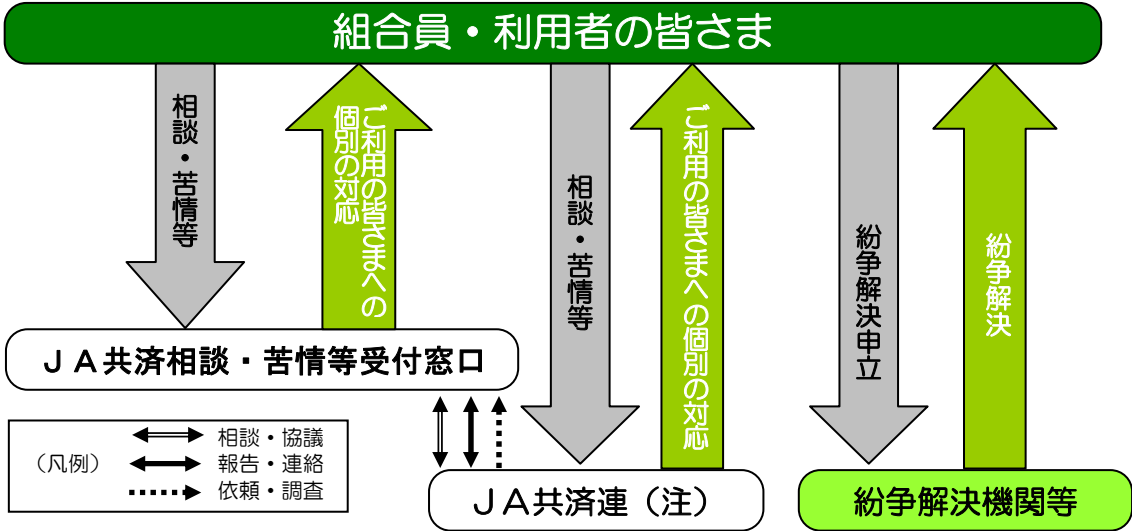 組合員・利用者の皆さま
相談・苦情等
ご利用の皆さまへの
個別の対応
相談・苦情等
ご利用の皆さまへの個別の対応
紛争解決申立
紛争解決
ＪＡ共済相談・苦情等受付窓口
（凡例）
相談・協議
報告・連絡
依頼・調査
ＪＡ共済連（注）
紛争解決機関等